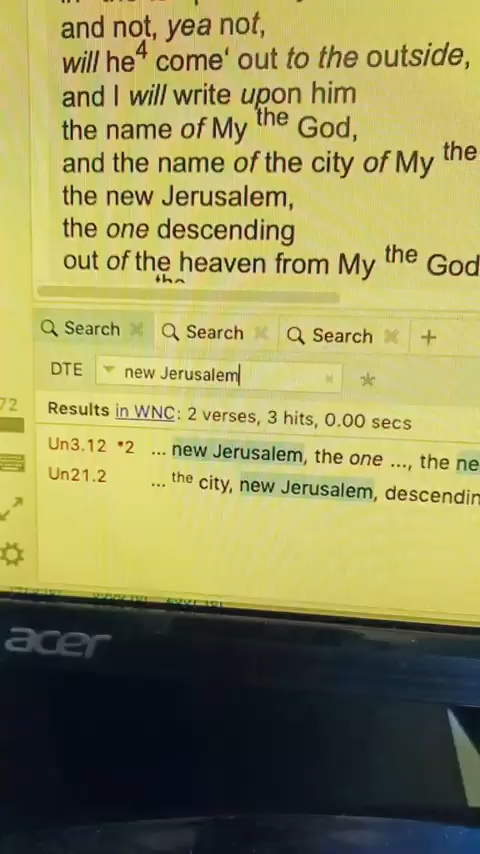 and not, yea not,
will he4 come' out to the outside,
and I will write upon him
the name of My the God,
and the name of the city of My the
the new Jerusalem,
the one descending
out of the heaven from My the God
the
Search
Search
Search
+
DTE
new Jerusalem
72
Results in WNC: 2 verses, 3 hits, 0.00 secs
Un3.12 *2 ... new Jerusalem, the one ..., the ne
Un21.2 ... the city, new Jerusalem, descendin
acer